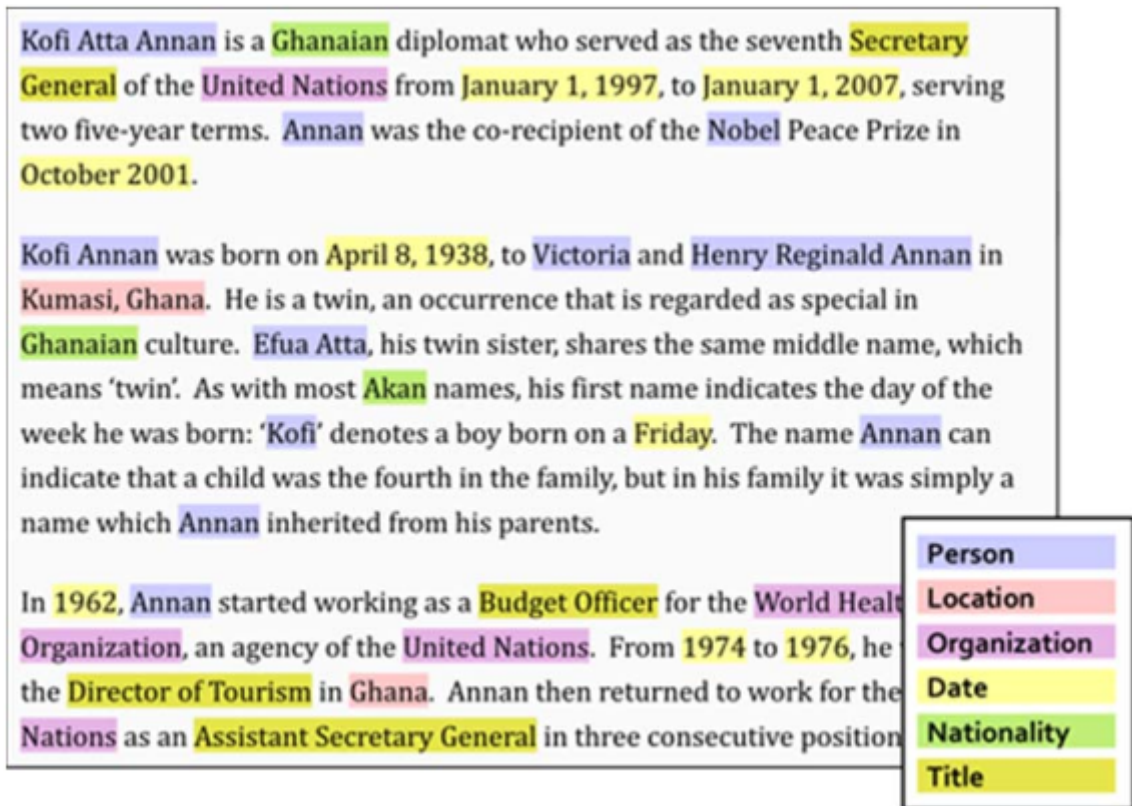 Kofi Atta Annan is a Ghanaian diplomat who served as the seventh Secretary
General of the United Nations from January 1, 1997, to January 1, 2007, serving
two five-year terms. Annan was the co-recipient of the Nobel Peace Prize in
October 2001.
Kofi Annan was born on April 8, 1938, to Victoria and Henry Reginald Annan in
Kumasi, Ghana. He is a twin, an occurrence that is regarded as special in
Ghanaian culture. Efua Atta, his twin sister, shares the same middle name, which
means ‘twin’. As with most Akan names, his first name indicates the day of the
week he was born: ‘Kofi’ denotes a boy born on a Friday. The name Annan can
indicate that a child was the fourth in the family, but in his family it was simply a
name which Annan inherited from his parents.
In 1962, Annan started working as a Budget Officer for the World Healt
Organization, an agency of the United Nations. From 1974 to 1976, he
the Director of Tourism in Ghana. Annan then returned to work for the
Nations as an Assistant Secretary General in three consecutive position
Person
Location
Organization
Date
Nationality
Title